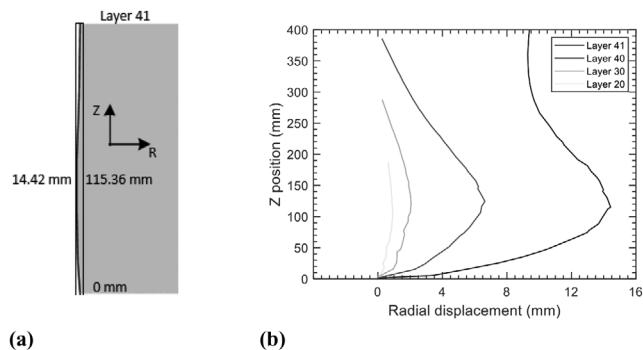 Layer 41
Z
R
14.42 mm
115.36 mm
0 mm
(a)
Z position (mm)
400
350
300
250
200
150
100
50
0
0
4
8
12
16
Radial displacement (mm)
Layer 41
Layer 40
Layer 30
Layer 20
(b)